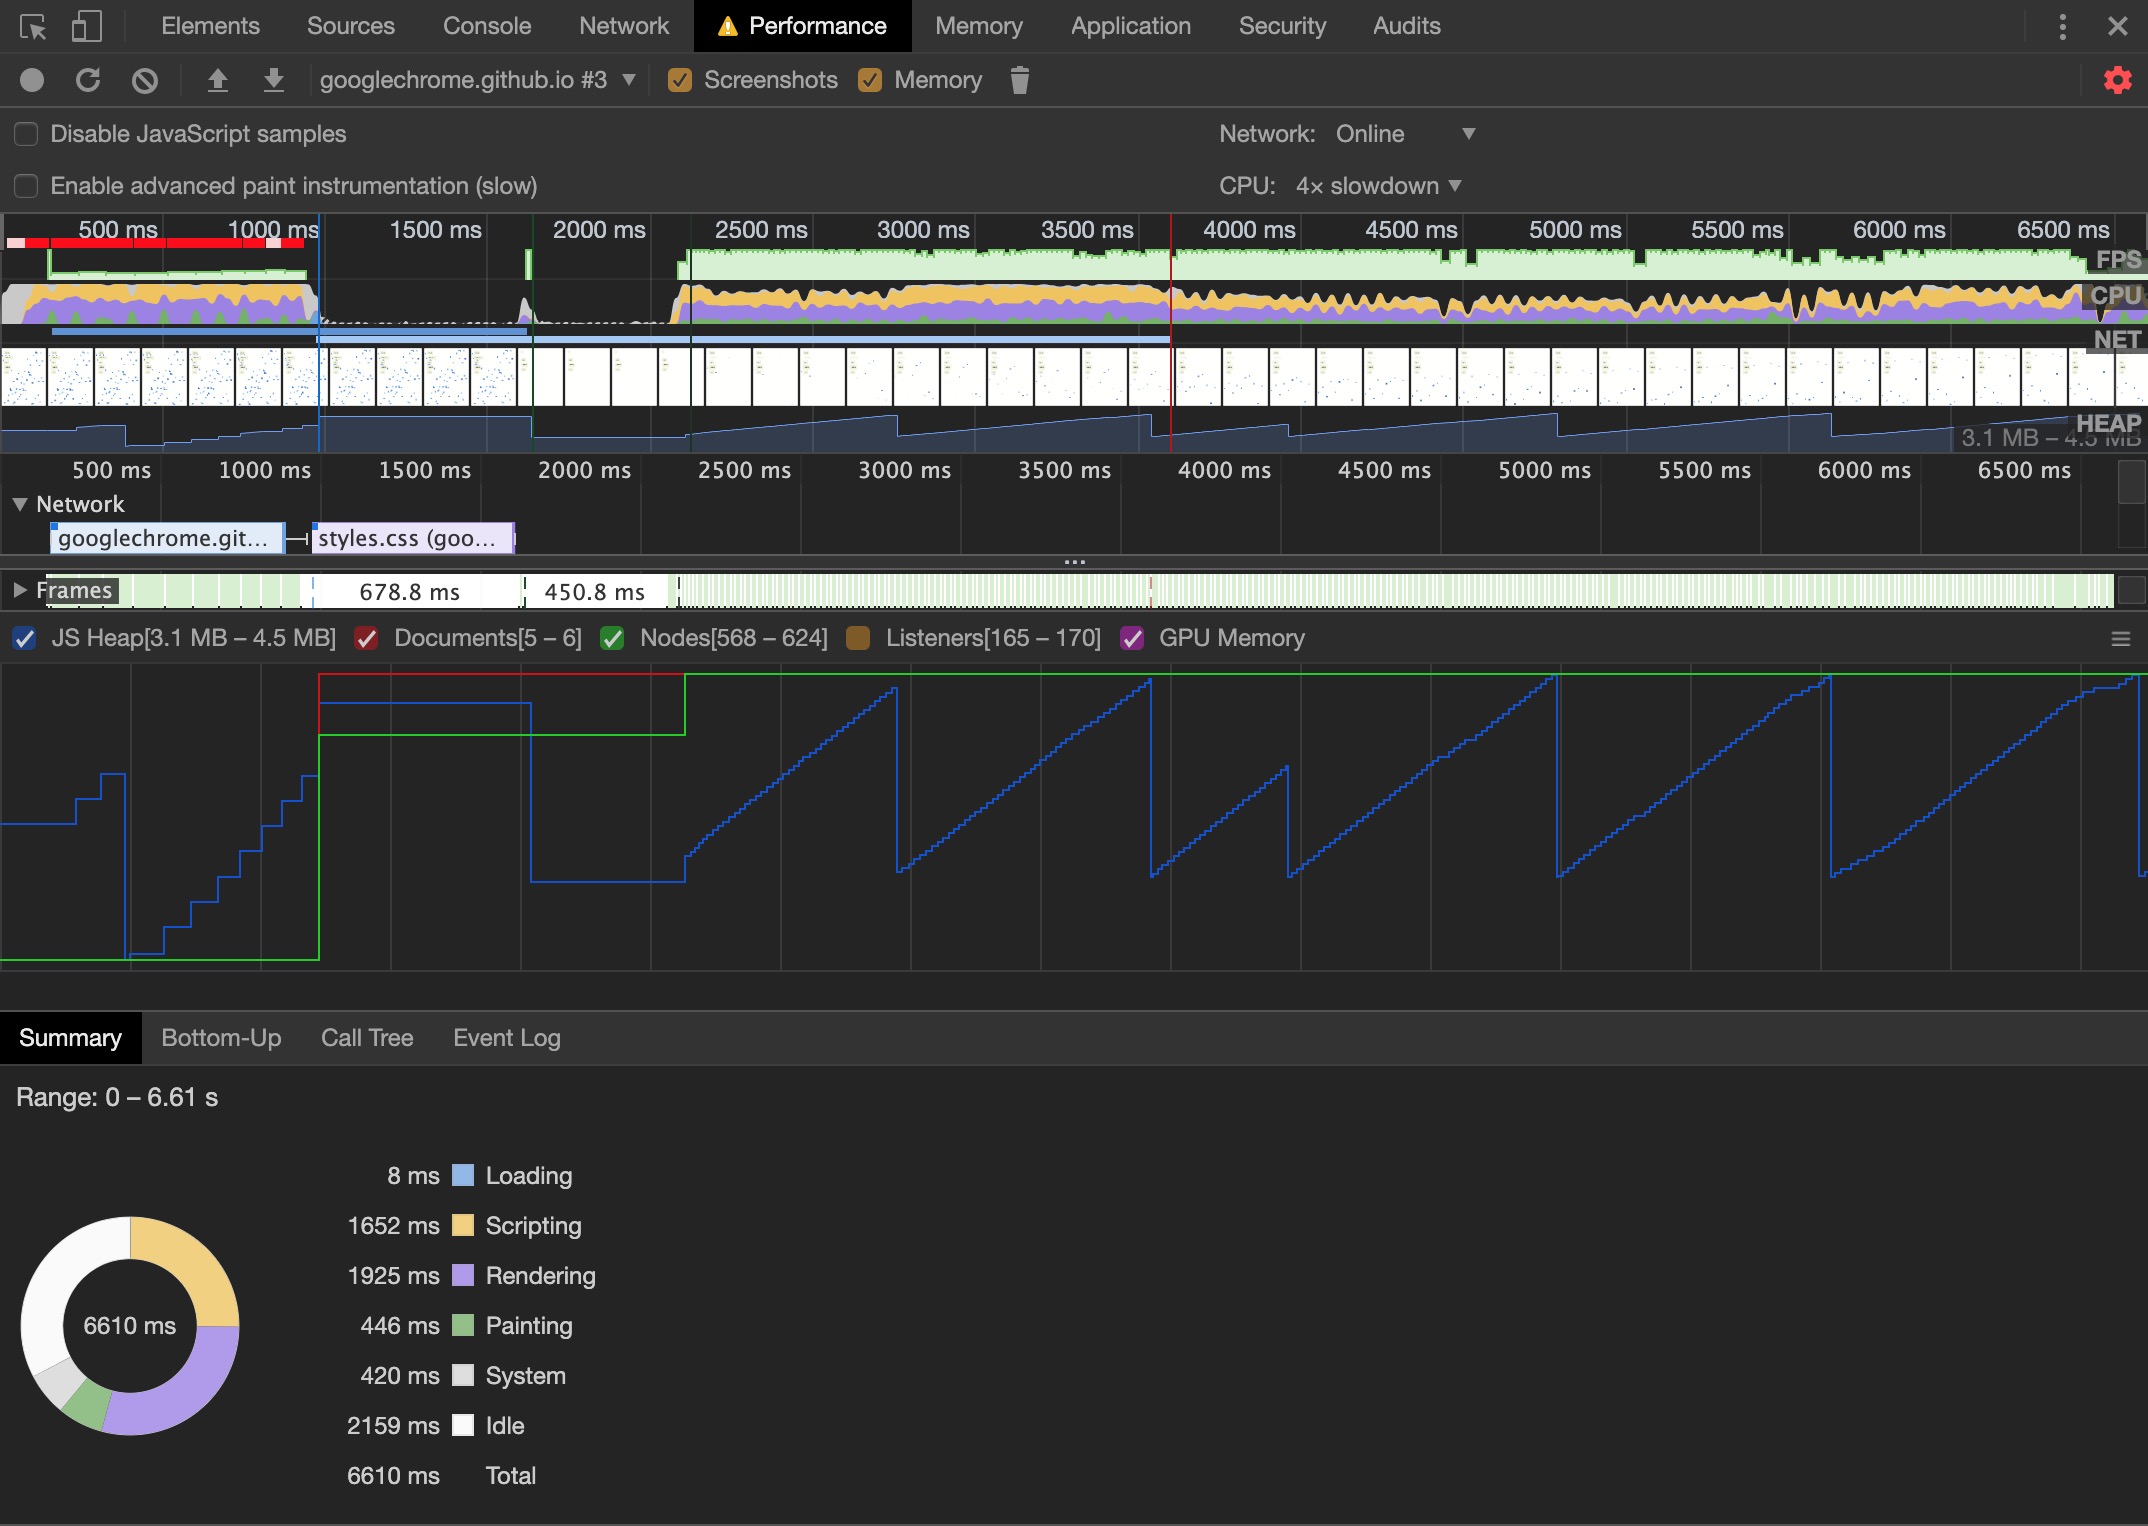 Elements Sources Console Network Performance Memory Application Security Audits
googlechrome.github.io #3 Screenshots Memory
Disable JavaScript samples Network: Online
Enable advanced paint instrumentation (slow) CPU: 4× slowdown
500 ms 1000 ms 1500 ms 2000 ms 2500 ms 3000 ms 3500 ms 4000 ms 4500 ms 5000 ms 5500 ms 6000 ms 6500 ms
FPS
CPU
NET
HEAP
3.1 MB – 4.5 MB
500 ms 1000 ms 1500 ms 2000 ms 2500 ms 3000 ms 3500 ms 4000 ms 4500 ms 5000 ms 5500 ms 6000 ms 6500 ms
Network
googlechrome.git... styles.css (goo...
...
Frames 678.8 ms 450.8 ms
JS Heap[3.1 MB – 4.5 MB] Documents[5 – 6] Nodes[568 – 624] Listeners[165 – 170] GPU Memory
Summary Bottom-Up Call Tree Event Log
Range: 0 – 6.61 s
8 ms Loading
1652 ms Scripting
1925 ms Rendering
6610 ms
446 ms Painting
420 ms System
2159 ms Idle
6610 ms Total